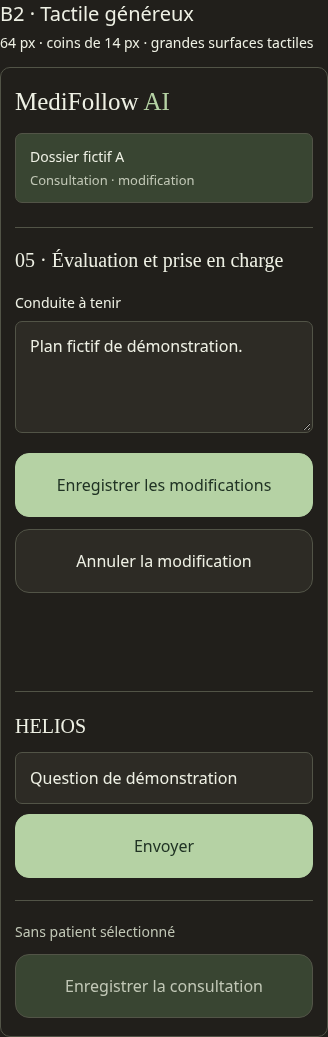 B2 · Tactile généreux
64 px · coins de 14 px · grandes surfaces tactiles
MediFollow AI
Dossier fictif A
Consultation · modification
05 · Évaluation et prise en charge
Conduite à tenir
Plan fictif de démonstration.
Enregistrer les modifications
Annuler la modification
HELIOS
Question de démonstration
Envoyer
Sans patient sélectionné
Enregistrer la consultation